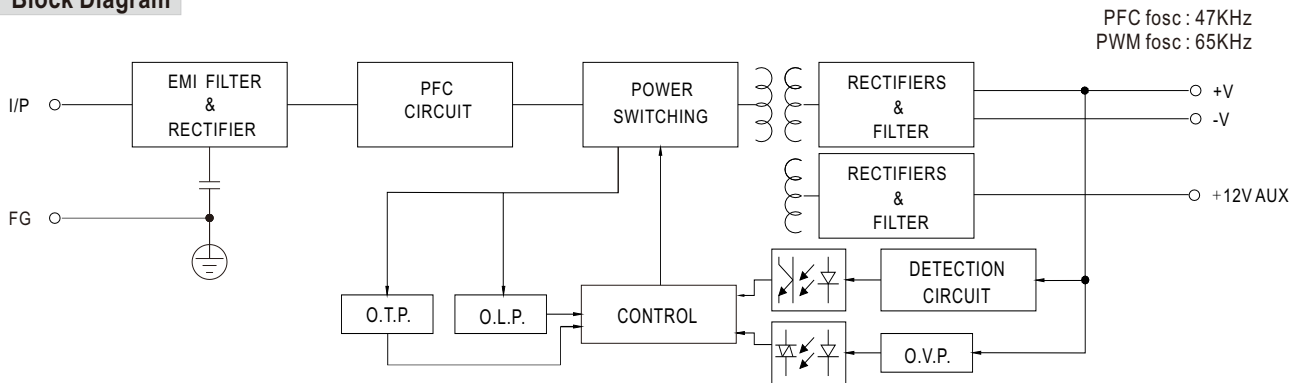 Block Diagram
PFC fosc : 47KHz
PWM fosc : 65KHz
I/P
EMI FILTER
&
RECTIFIER
PFC
CIRCUIT
POWER
SWITCHING
RECTIFIERS
&
FILTER
+V
-V
RECTIFIERS
&
FILTER
+12V AUX
FG
DETECTION
CIRCUIT
O.T.P.
O.L.P.
CONTROL
O.V.P.